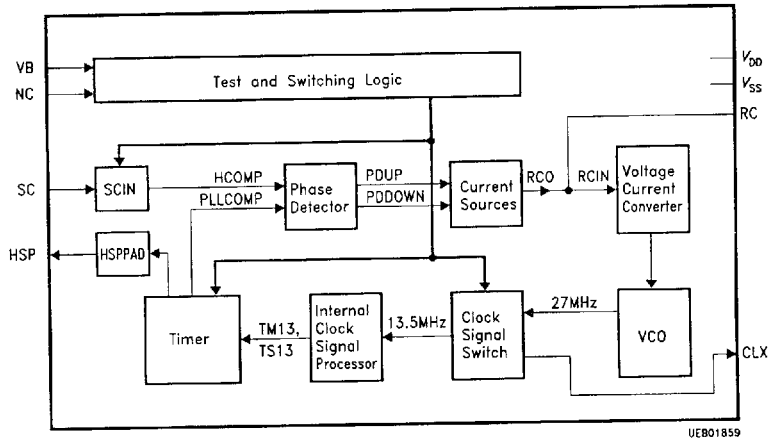 VB
NC
Test and Switching Logic
V_DD
V_SS
RC
SC
SCIN
HCOMP
PLLCOMP
Phase
Detector
PDUP
PDDOWN
Current
Sources
RCO
RCIN
Voltage
Current
Converter
HSP
HSPPAD
Timer
TM13,
TS13
Internal
Clock
Signal
Processor
13.5MHz
Clock
Signal
Switch
27MHz
VCO
CLX
UEB01859